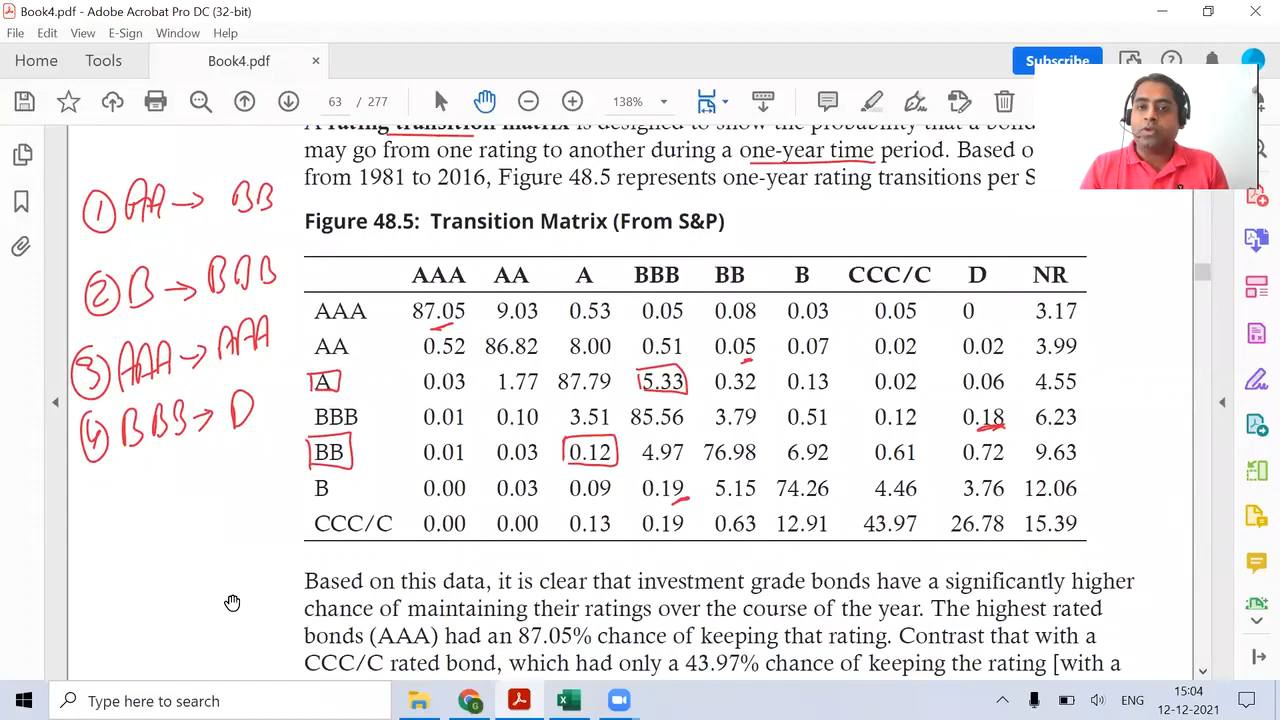 Book4.pdf - Adobe Acrobat Pro DC (32-bit)
File Edit View E-Sign Window Help
Home Tools Book4.pdf × Subscribe
63 / 277 138%
A rating transition matrix is designed to show the probability that a bond
may go from one rating to another during a one-year time period. Based o
from 1981 to 2016, Figure 48.5 represents one-year rating transitions per S
Figure 48.5: Transition Matrix (From S&P)
AAA AA A BBB BB B CCC/C D NR
AAA 87.05 9.03 0.53 0.05 0.08 0.03 0.05 0 3.17
AA 0.52 86.82 8.00 0.51 0.05 0.07 0.02 0.02 3.99
A 0.03 1.77 87.79 5.33 0.32 0.13 0.02 0.06 4.55
BBB 0.01 0.10 3.51 85.56 3.79 0.51 0.12 0.18 6.23
BB 0.01 0.03 0.12 4.97 76.98 6.92 0.61 0.72 9.63
B 0.00 0.03 0.09 0.19 5.15 74.26 4.46 3.76 12.06
CCC/C 0.00 0.00 0.13 0.19 0.63 12.91 43.97 26.78 15.39
① AA → BB
② B → BBB
③ AAA → AAA
④ BBB → D
Based on this data, it is clear that investment grade bonds have a significantly higher
chance of maintaining their ratings over the course of the year. The highest rated
bonds (AAA) had an 87.05% chance of keeping that rating. Contrast that with a
CCC/C rated bond, which had only a 43.97% chance of keeping the rating [with a
Type here to search
ENG
15:04
12-12-2021